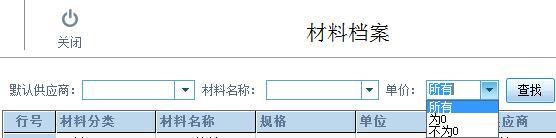 关闭
材料档案
默认供应商： 材料名称： 单价： 所有 查找
所有
为0
不为0
行号 材料分类 材料名称 规格 单位 供应商